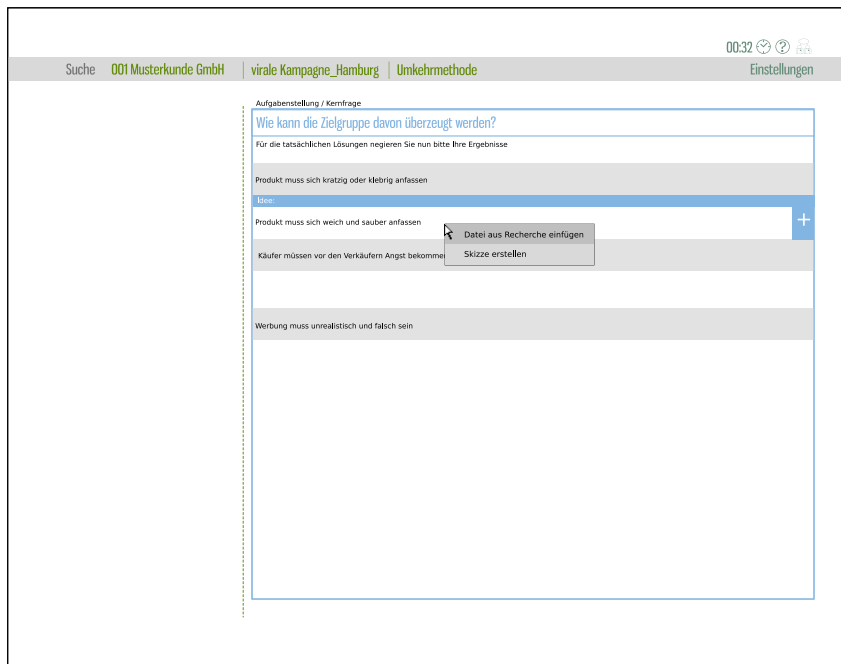 00:32
Suche 001 Musterkunde GmbH virale Kampagne_Hamburg Umkehrmethode Einstellungen
Aufgabenstellung / Kernfrage
Wie kann die Zielgruppe davon überzeugt werden?
Für die tatsächlichen Lösungen negieren Sie nun bitte Ihre Ergebnisse
Produkt muss sich kratzig oder klebrig anfassen
Idee:
Produkt muss sich weich und sauber anfassen
Datei aus Recherche einfügen
Skizze erstellen
Käufer müssen vor den Verkäufern Angst bekommen
Werbung muss unrealistisch und falsch sein